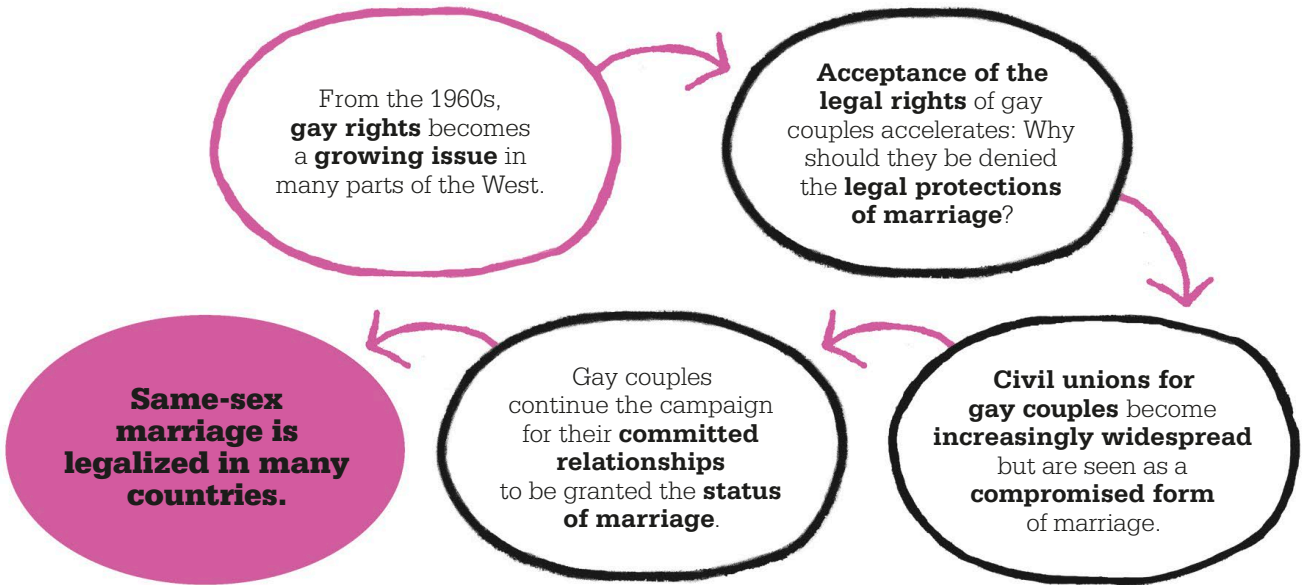 From the 1960s,
gay rights becomes
a growing issue in
many parts of the West.
Acceptance of the
legal rights of gay
couples accelerates: Why
should they be denied
the legal protections
of marriage?
Civil unions for
gay couples become
increasingly widespread
but are seen as a
compromised form
of marriage.
Gay couples
continue the campaign
for their committed
relationships
to be granted the status
of marriage.
Same-sex
marriage is
legalized in many
countries.